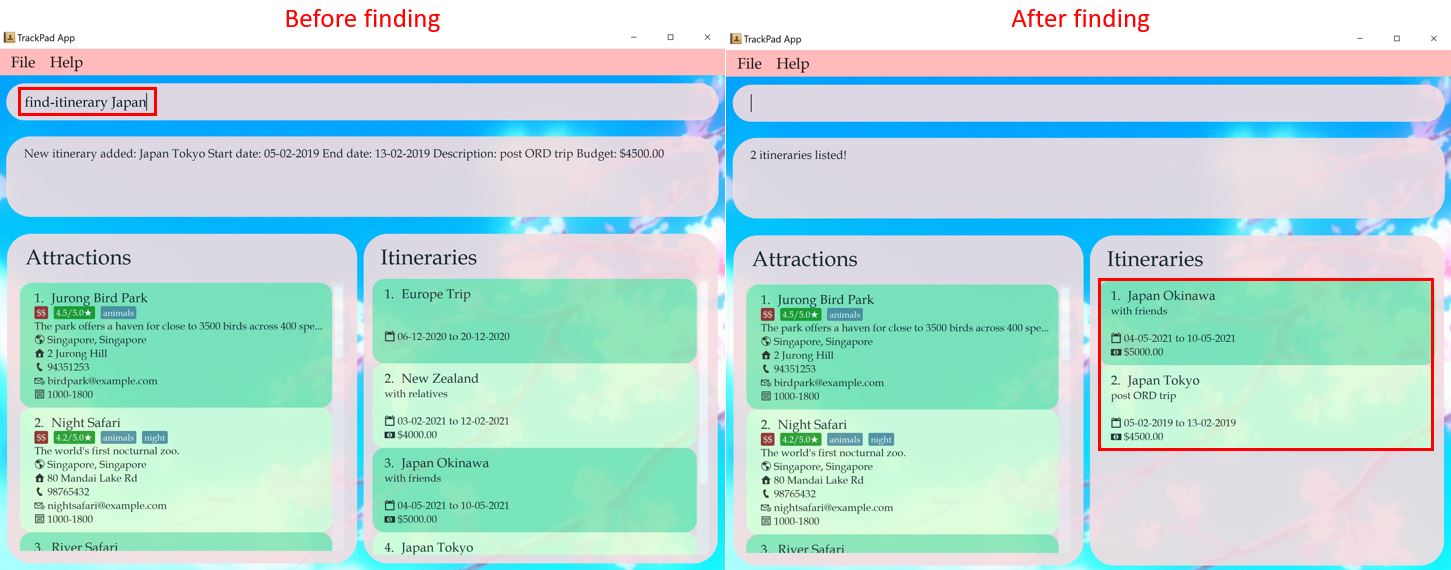 Before finding
TrackPad App
File Help
find-itinerary Japan
New itinerary added: Japan Tokyo Start date: 05-02-2019 End date: 13-02-2019 Description: post ORD trip Budget: $4500.00
Attractions
1. Jurong Bird Park
$$ 4.5/5.0★ animals
The park offers a haven for close to 3500 birds across 400 spe...
Singapore, Singapore
2 Jurong Hill
94351253
birdpark@example.com
1000-1800
2. Night Safari
$$ 4.2/5.0★ animals night
The world's first nocturnal zoo.
Singapore, Singapore
80 Mandai Lake Rd
98765432
nightsafari@example.com
1000-1800
3. River Safari
Itineraries
1. Europe Trip
06-12-2020 to 20-12-2020
2. New Zealand
with relatives
03-02-2021 to 12-02-2021
$4000.00
3. Japan Okinawa
with friends
04-05-2021 to 10-05-2021
$5000.00
4. Japan Tokyo
After finding
TrackPad App
File Help
2 itineraries listed!
Attractions
1. Jurong Bird Park
$$ 4.5/5.0★ animals
The park offers a haven for close to 3500 birds across 400 spe...
Singapore, Singapore
2 Jurong Hill
94351253
birdpark@example.com
1000-1800
2. Night Safari
$$ 4.2/5.0★ animals night
The world's first nocturnal zoo.
Singapore, Singapore
80 Mandai Lake Rd
98765432
nightsafari@example.com
1000-1800
3. River Safari
Itineraries
1. Japan Okinawa
with friends
04-05-2021 to 10-05-2021
$5000.00
2. Japan Tokyo
post ORD trip
05-02-2019 to 13-02-2019
$4500.00